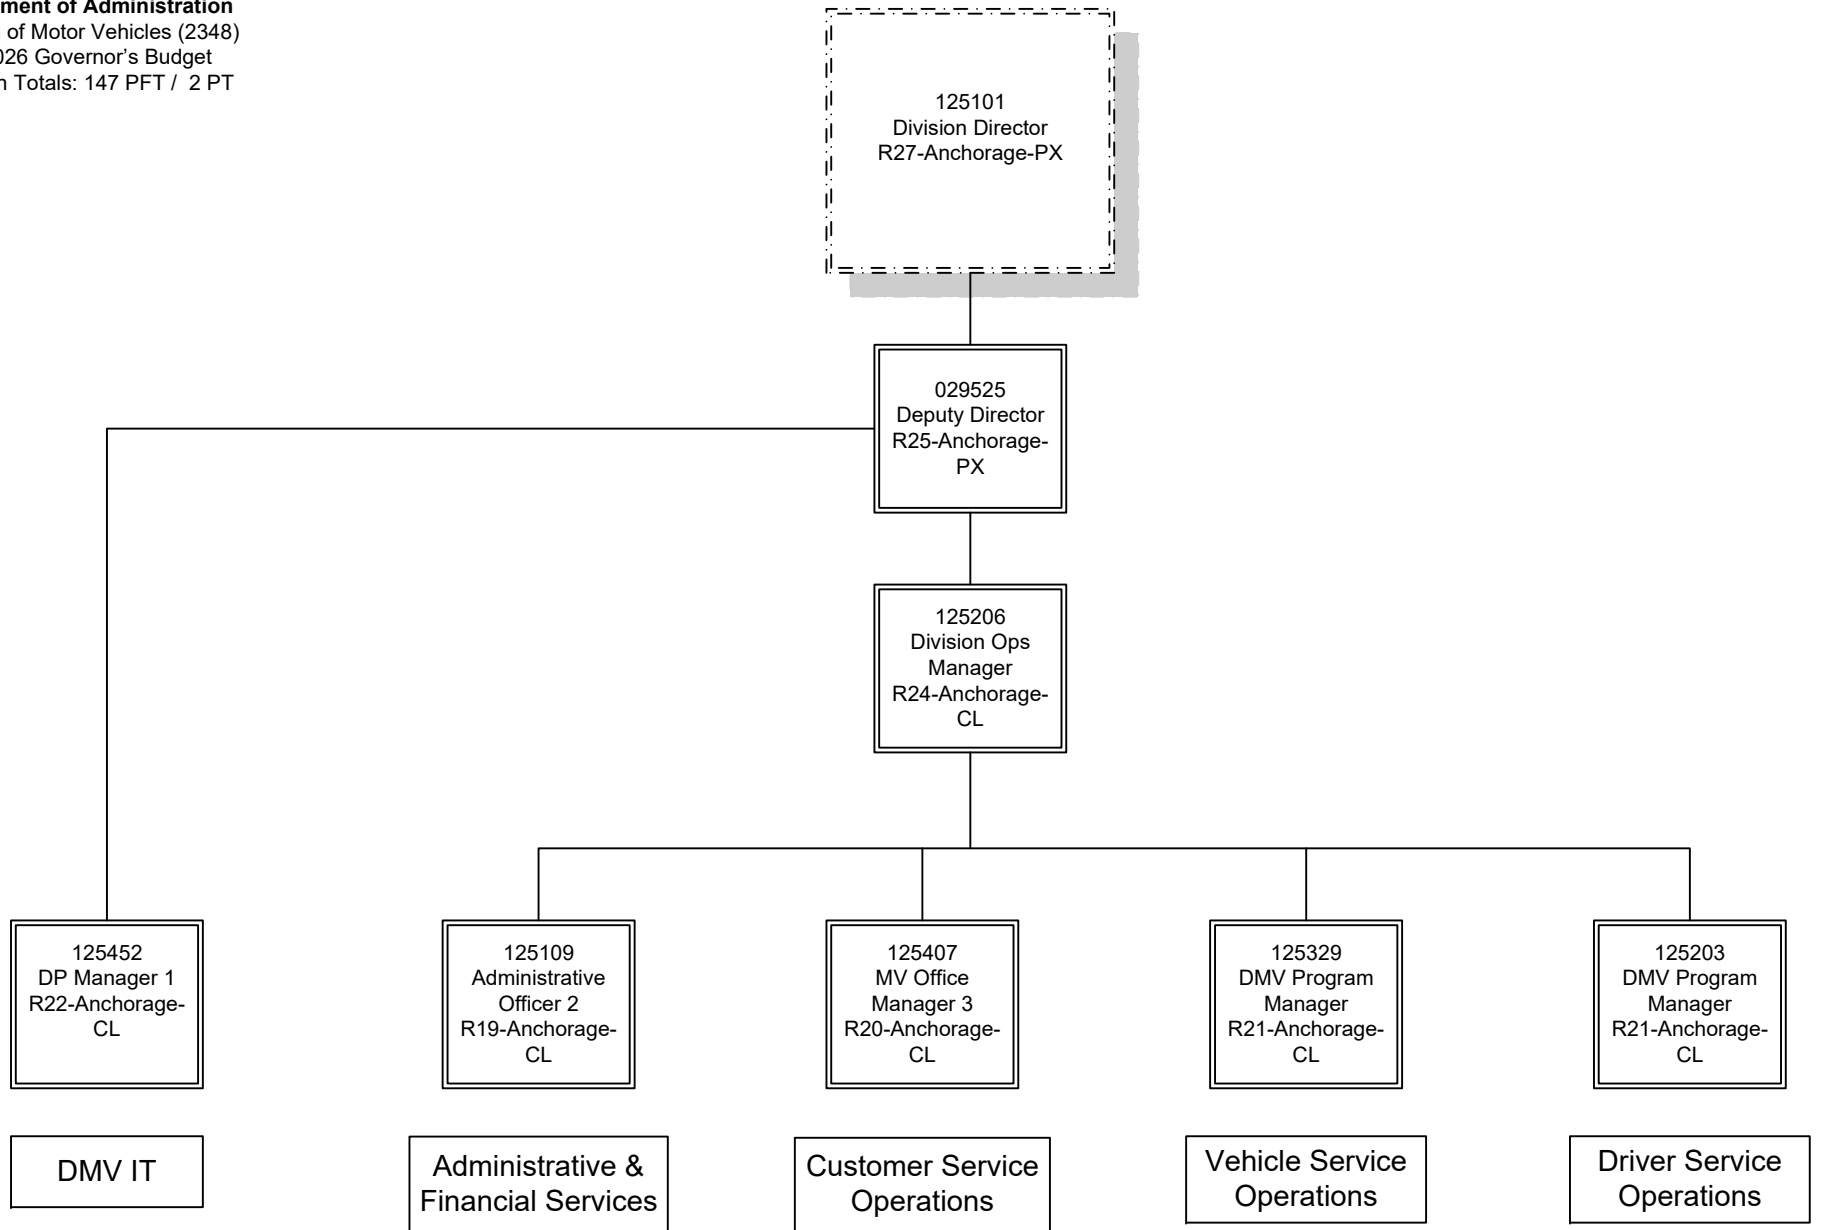 ment of Administration
of Motor Vehicles (2348)
026 Governor’s Budget
n Totals: 147 PFT / 2 PT
125101
Division Director
R27-Anchorage-PX
029525
Deputy Director
R25-Anchorage-
PX
125206
Division Ops
Manager
R24-Anchorage-
CL
125452
DP Manager 1
R22-Anchorage-
CL
125109
Administrative
Officer 2
R19-Anchorage-
CL
125407
MV Office
Manager 3
R20-Anchorage-
CL
125329
DMV Program
Manager
R21-Anchorage-
CL
125203
DMV Program
Manager
R21-Anchorage-
CL
DMV IT
Administrative &
Financial Services
Customer Service
Operations
Vehicle Service
Operations
Driver Service
Operations